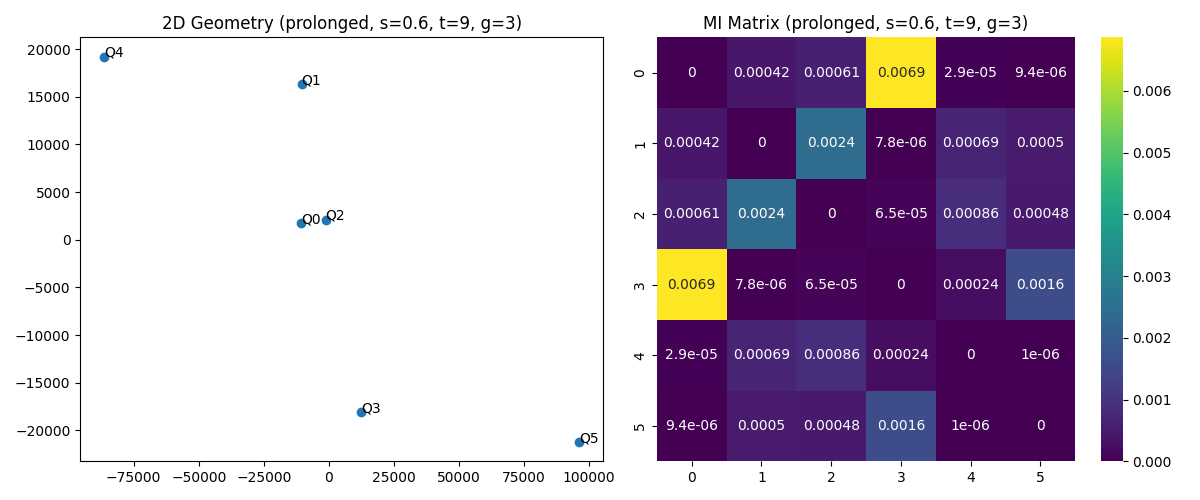 2D Geometry (prolonged, s=0.6, t=9, g=3)
20000
15000
10000
5000
0
−5000
−10000
−15000
−20000
−75000 −50000 −25000 0 25000 50000 75000 100000
Q4
Q1
Q0 Q2
Q3
Q5
MI Matrix (prolonged, s=0.6, t=9, g=3)
0 0 0.00042 0.00061 0.0069 2.9e-05 9.4e-06
1 0.00042 0 0.0024 7.8e-06 0.00069 0.0005
2 0.00061 0.0024 0 6.5e-05 0.00086 0.00048
3 0.0069 7.8e-06 6.5e-05 0 0.00024 0.0016
4 2.9e-05 0.00069 0.00086 0.00024 0 1e-06
5 9.4e-06 0.0005 0.00048 0.0016 1e-06 0
0 1 2 3 4 5
0.006
0.005
0.004
0.003
0.002
0.001
0.000